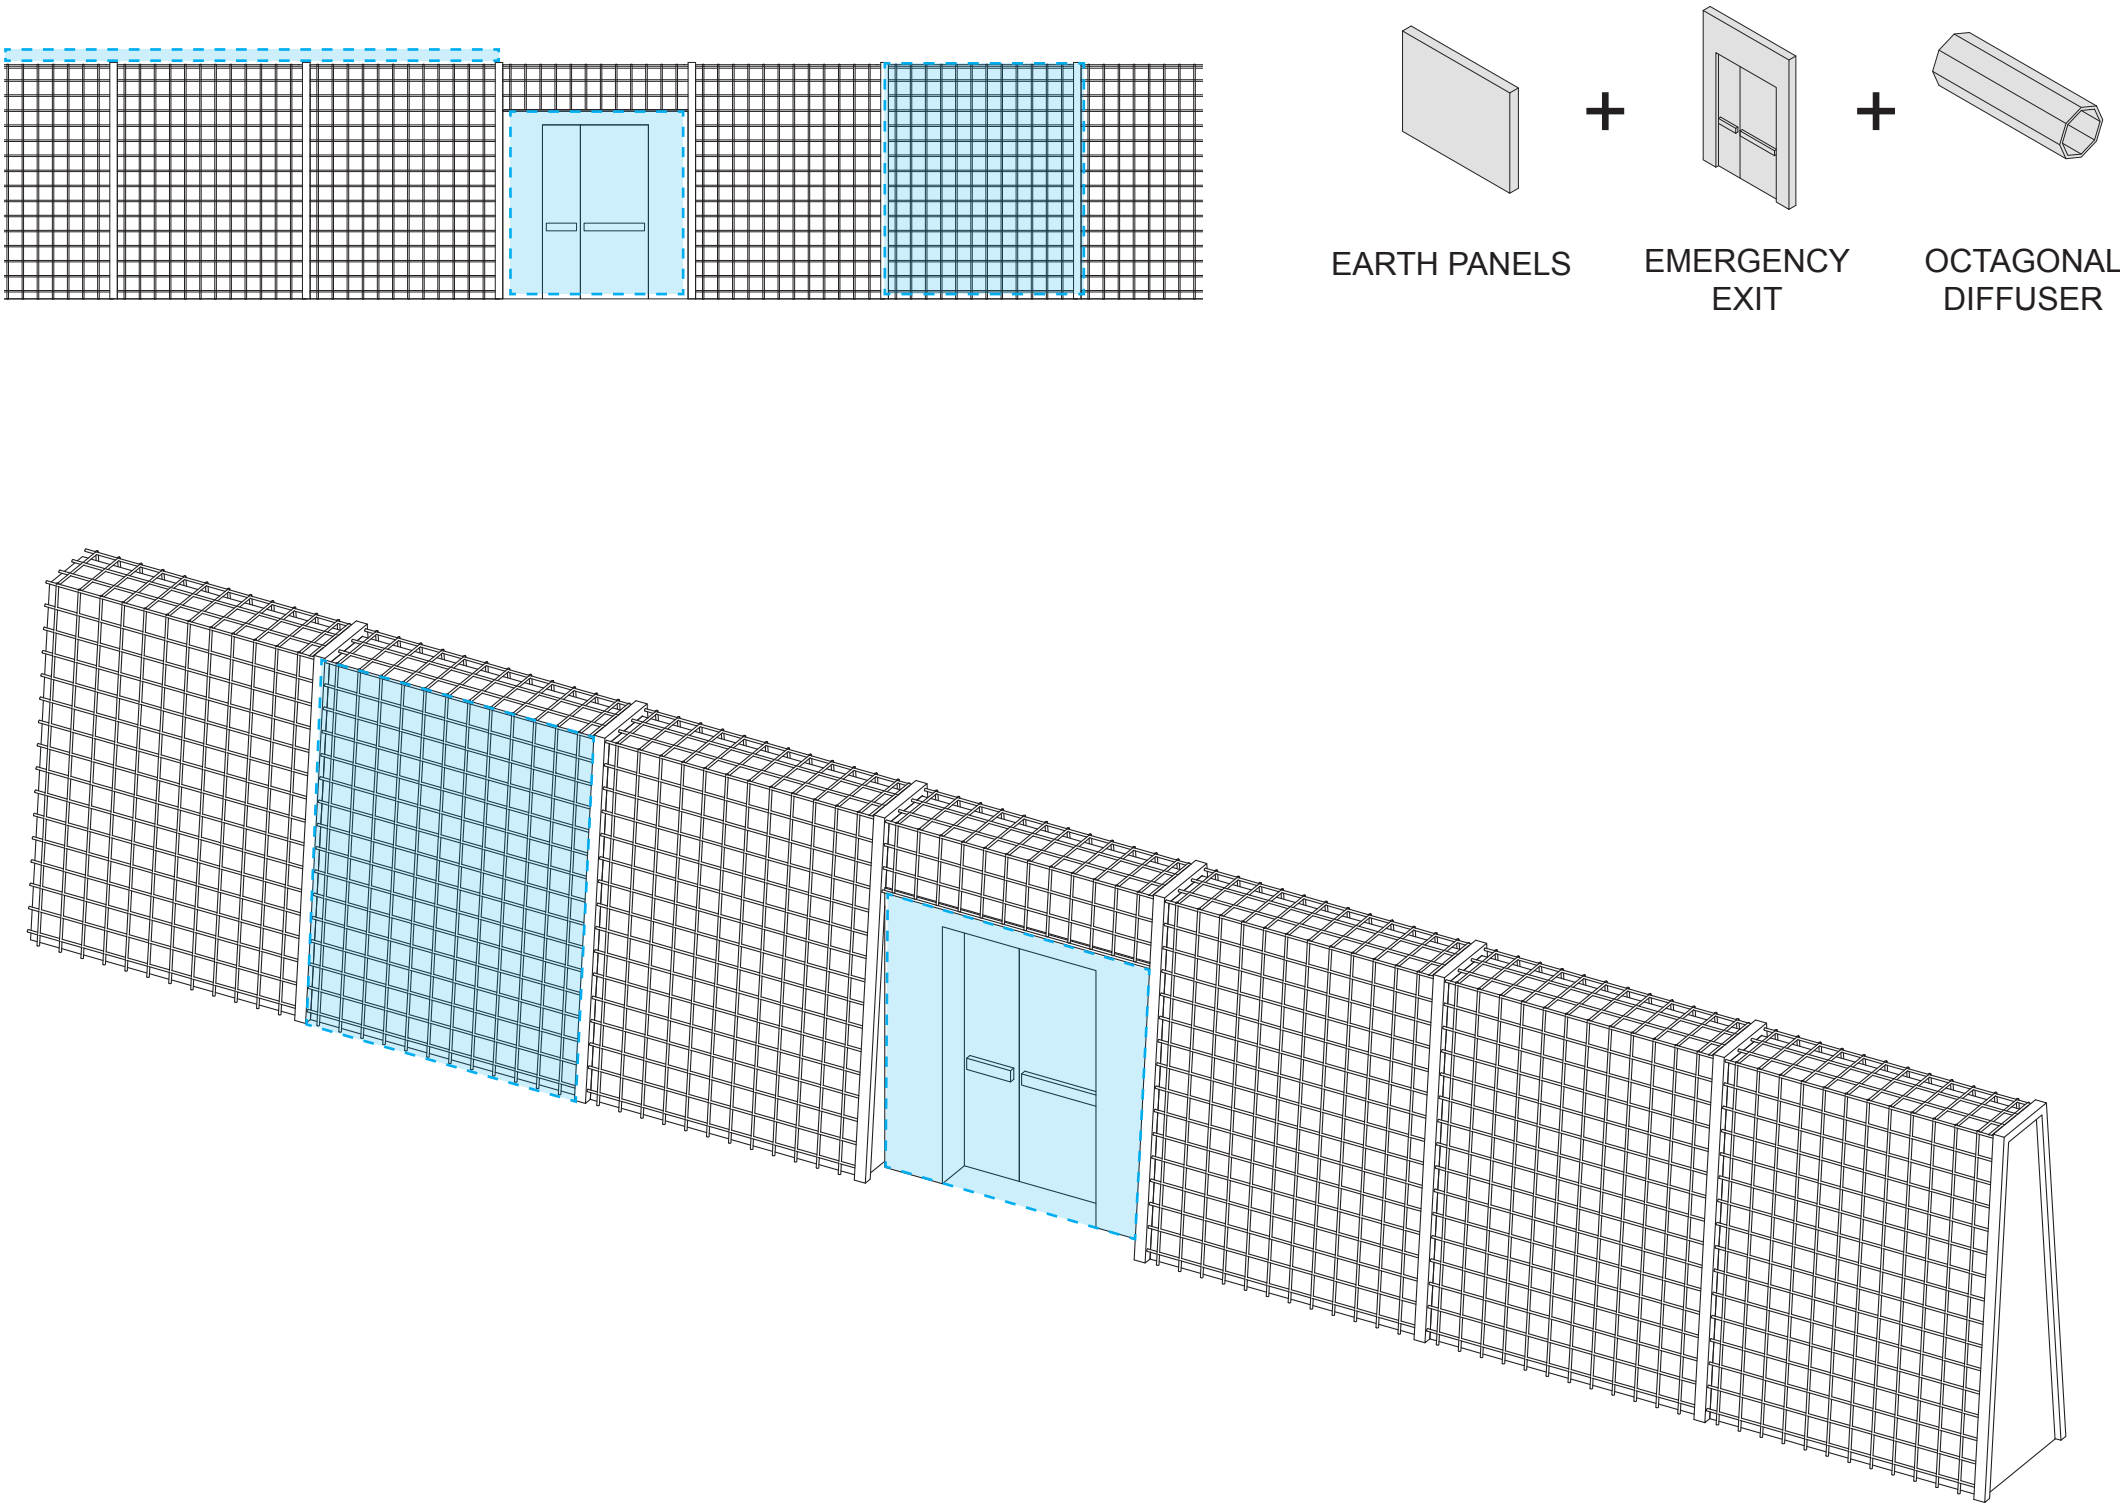 +
+
EARTH PANELS
EMERGENCY
EXIT
OCTAGONAL
DIFFUSER